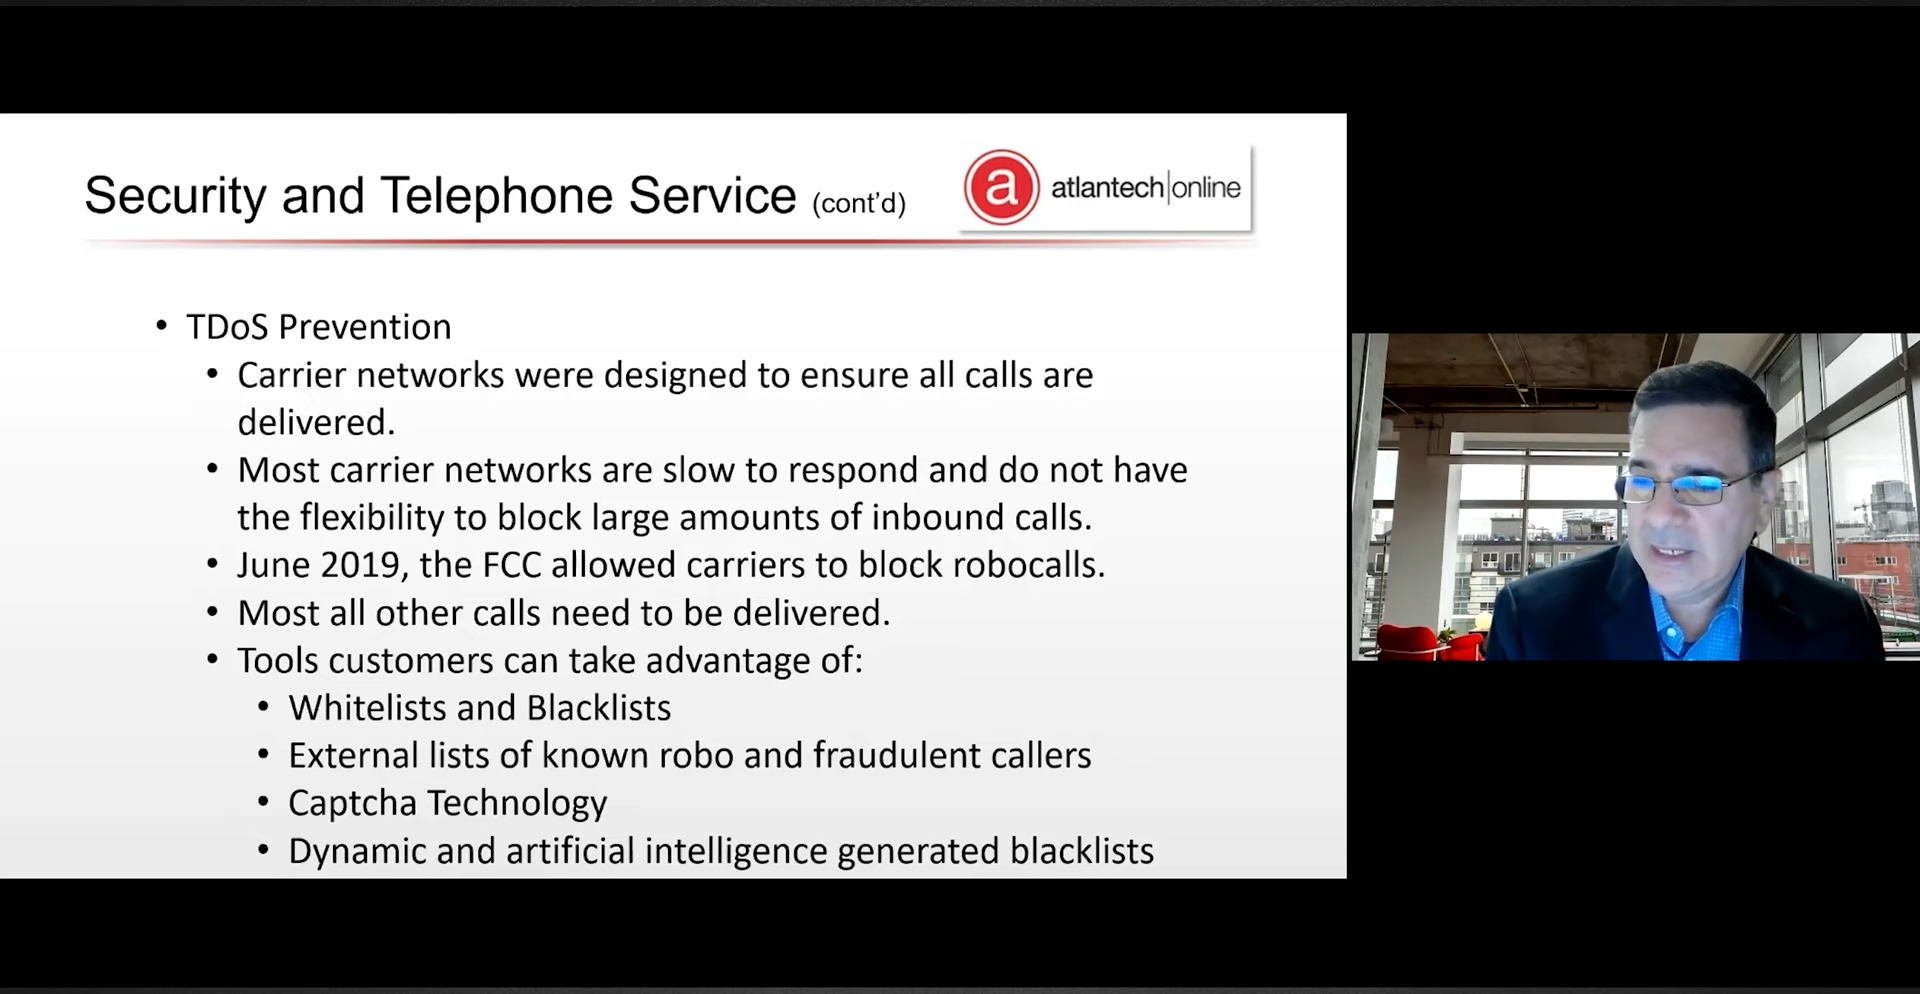 Security and Telephone Service (cont'd)
a atlantech|online
• TDoS Prevention
• Carrier networks were designed to ensure all calls are
delivered.
• Most carrier networks are slow to respond and do not have
the flexibility to block large amounts of inbound calls.
• June 2019, the FCC allowed carriers to block robocalls.
• Most all other calls need to be delivered.
• Tools customers can take advantage of:
• Whitelists and Blacklists
• External lists of known robo and fraudulent callers
• Captcha Technology
• Dynamic and artificial intelligence generated blacklists